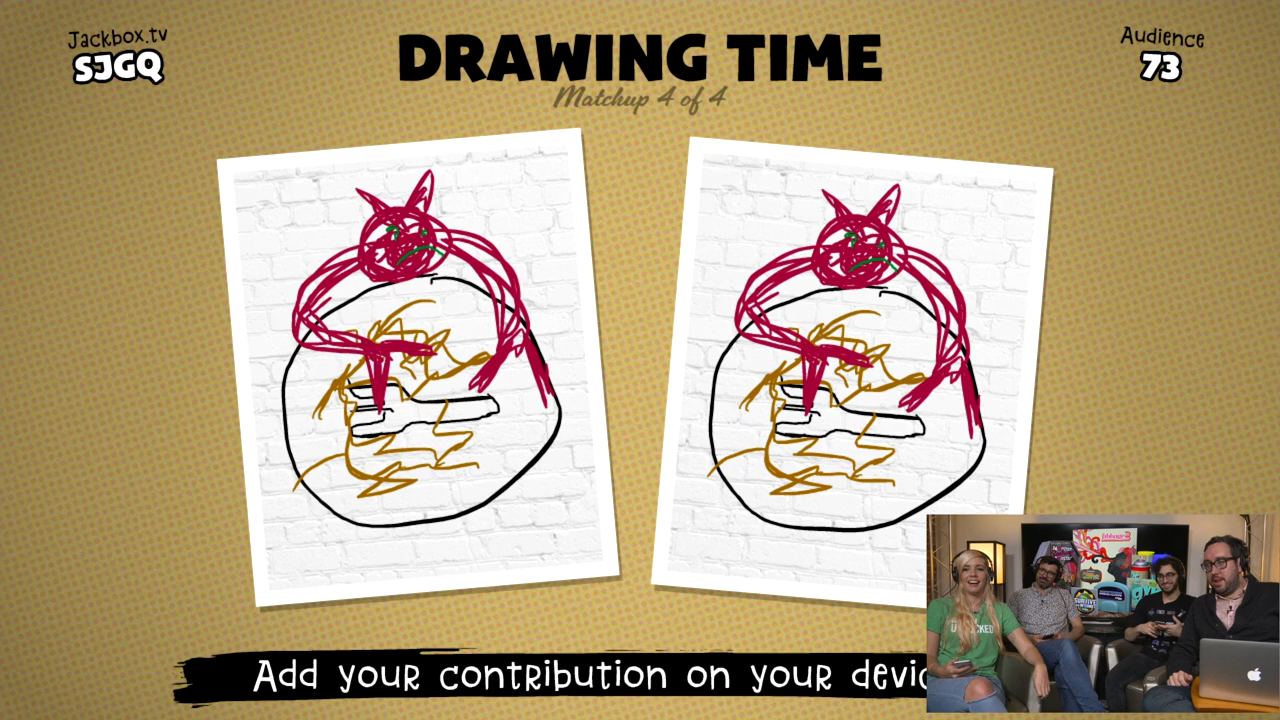 Jackbox.tv
SJGQ
DRAWING TIME
Matchup 4 of 4
Audience
73
Add your contribution on your devic